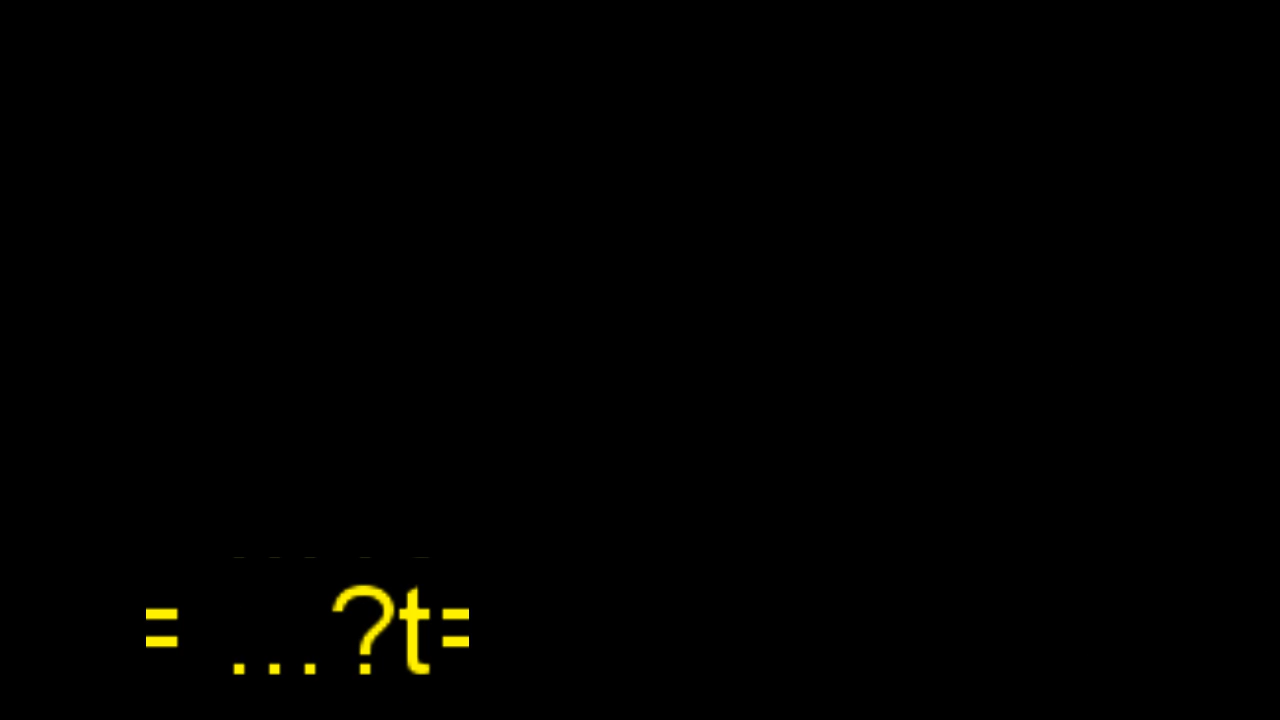 = ...?t=